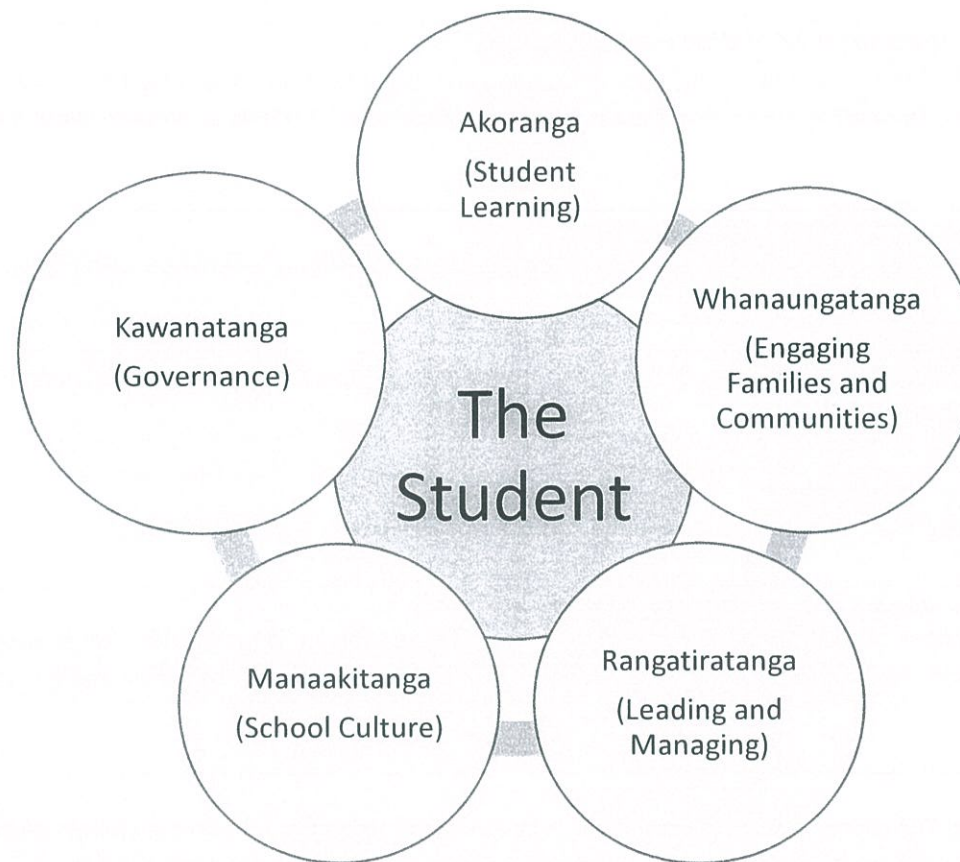 Akoranga
(Student
Learning)
Whanaungatanga
(Engaging
Families and
Communities)
Kawanatanga
(Governance)
The
Student
Rangatiratanga
(Leading and
Managing)
Manaakitanga
(School Culture)